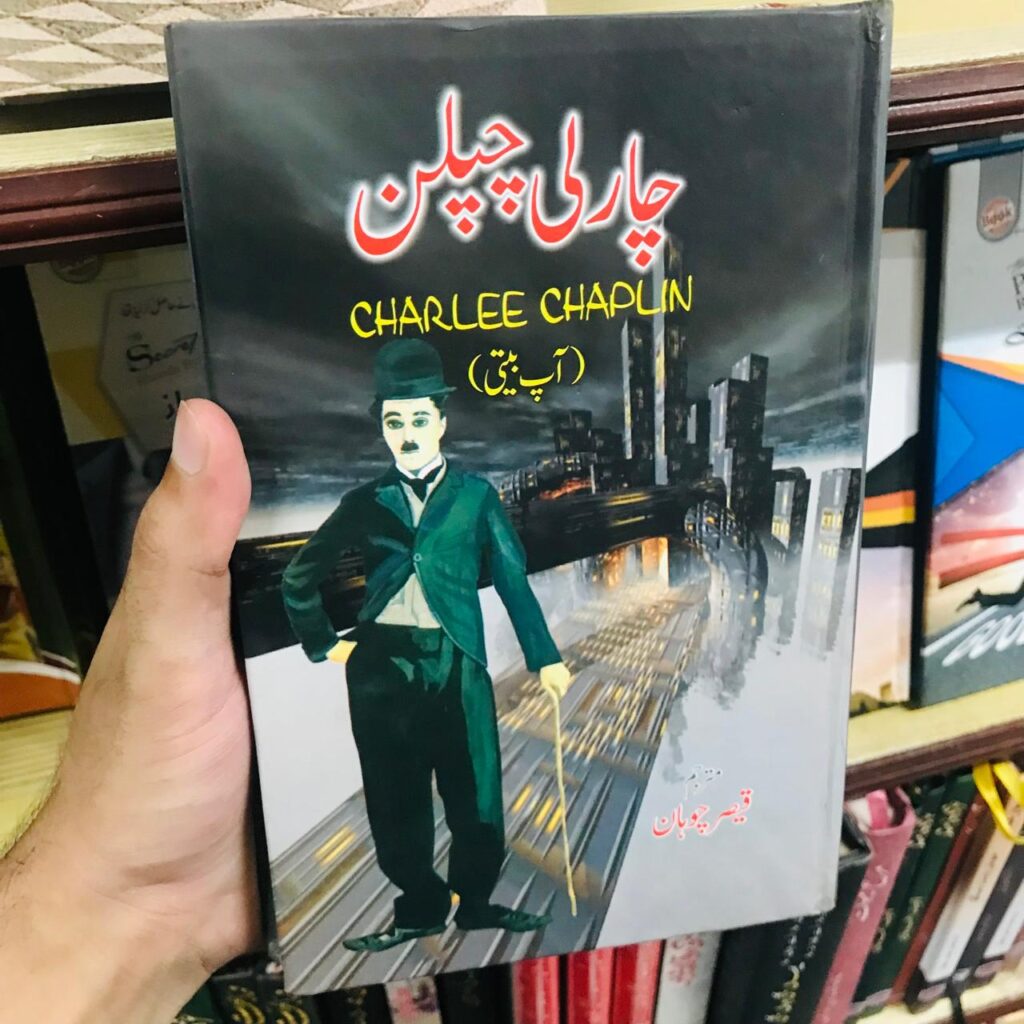 چارلی چپلن
CHARLEE CHAPLIN
(آپ بیتی)
مترجم
قیصر چوہان